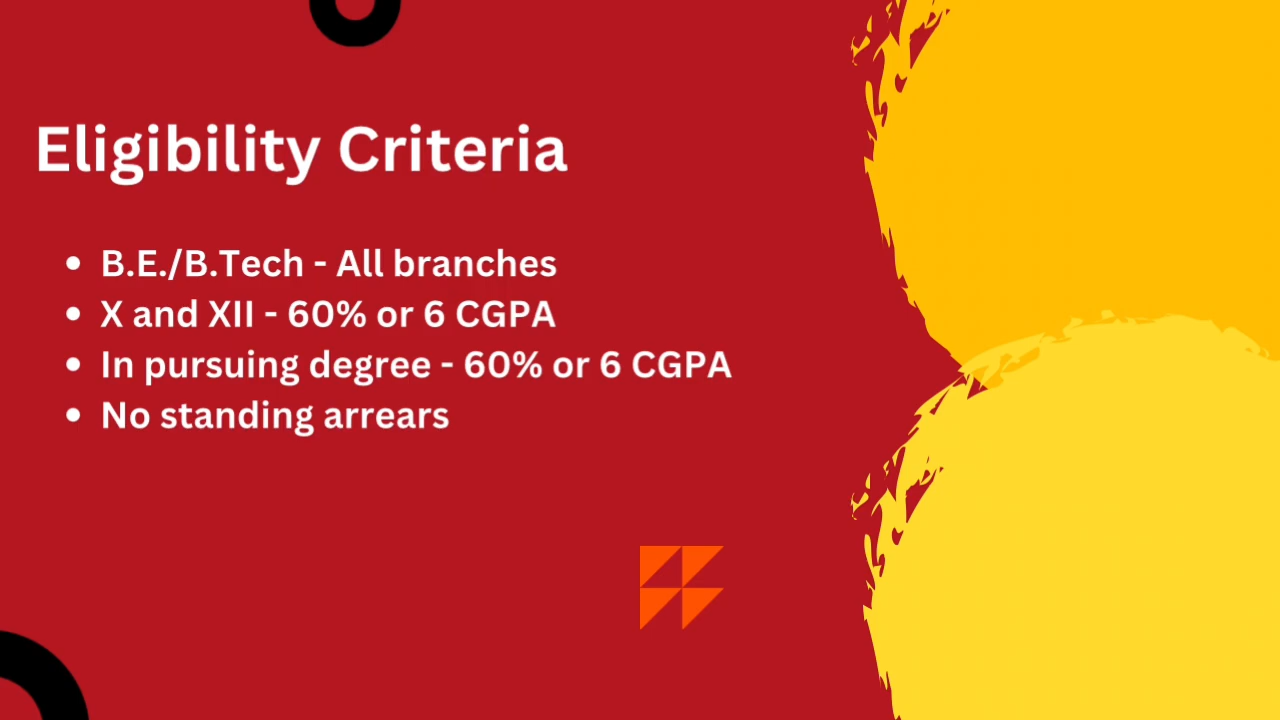 Eligibility Criteria
• B.E./B.Tech - All branches
• X and XII - 60% or 6 CGPA
• In pursuing degree - 60% or 6 CGPA
• No standing arrears